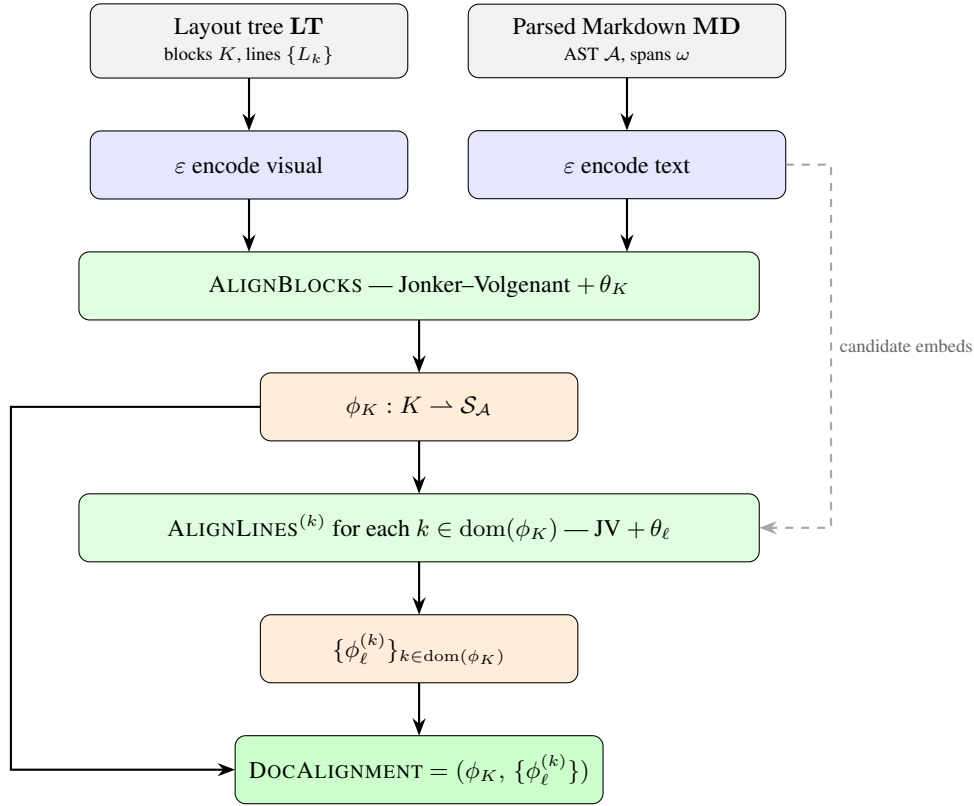 Layout tree LT
blocks K, lines {Lₖ}
Parsed Markdown MD
AST 𝒜, spans ω
ε encode visual
ε encode text
ALIGNBLOCKS — Jonker–Volgenant + θ_K
candidate embeds
ϕ_K : K ⇀ 𝒮_𝒜
ALIGNLINES^(k) for each k ∈ dom(ϕ_K) — JV + θ_ℓ
{ϕ_ℓ^(k)}_{k∈dom(ϕ_K)}
DOCALIGNMENT = (ϕ_K, {ϕ_ℓ^(k)})